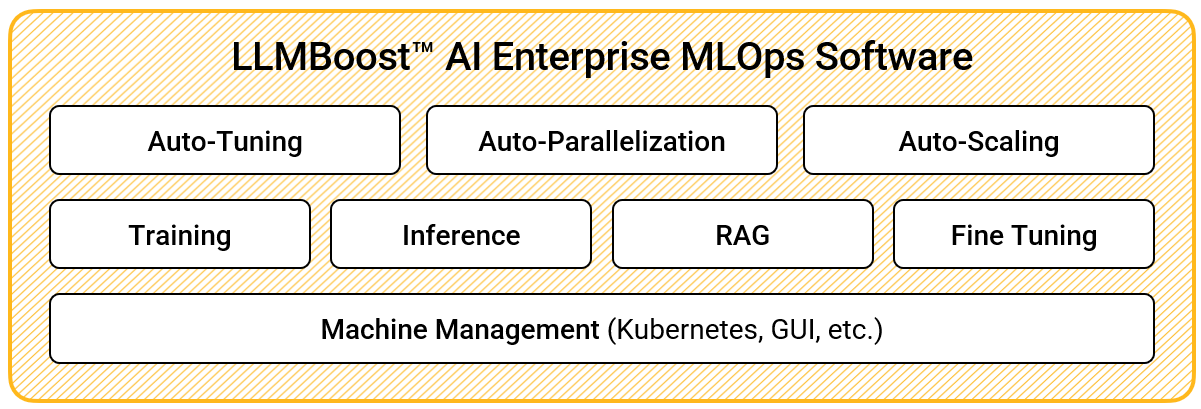 LLMBoost™ AI Enterprise MLOps Software
Auto-Tuning
Auto-Parallelization
Auto-Scaling
Training
Inference
RAG
Fine Tuning
Machine Management (Kubernetes, GUI, etc.)